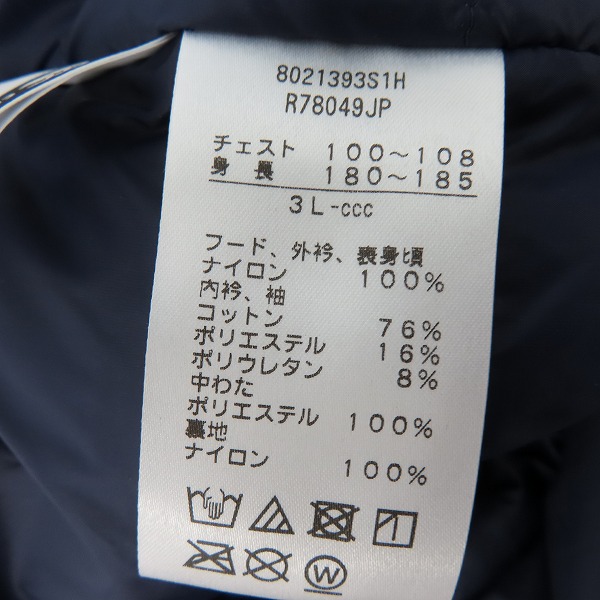 8021393S1H
R78049JP
チェスト 100～108
身長 180～185
3L-ccc
フード、外衿、表身頃
ナイロン 100%
内衿、袖
コットン 76%
ポリエステル 16%
ポリウレタン 8%
中わた
ポリエステル 100%
裏地
ナイロン 100%
W